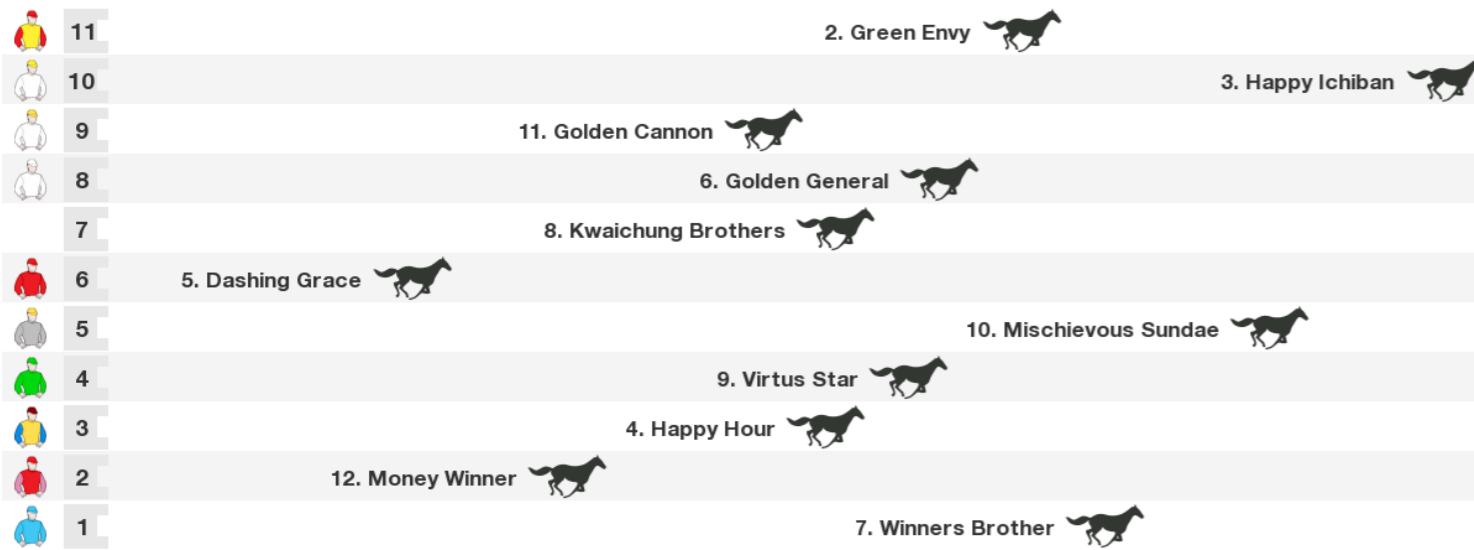 11 2. Green Envy
10 3. Happy Ichiban
9 11. Golden Cannon
8 6. Golden General
7 8. Kwaichung Brothers
6 5. Dashing Grace
5 10. Mischievous Sundae
4 9. Virtus Star
3 4. Happy Hour
2 12. Money Winner
1 7. Winners Brother